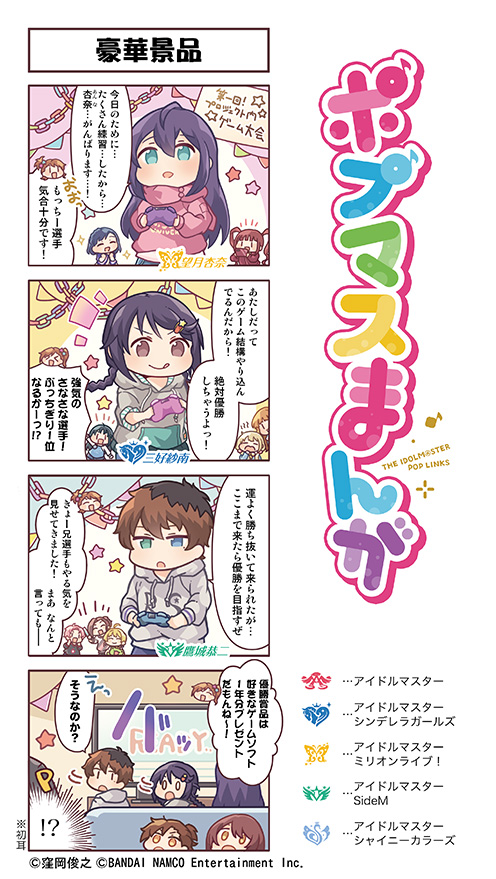 豪華景品
第一回!
プロジェクト内
ゲーム大会
今日のために…
たくさん練習…したから…
杏奈…がんばります…!
あんな
もっちー選手
気合十分です!
おおっ
望月杏奈
あたしだって
このゲーム結構やり込ん
でるんだから!
絶対優勝
しちゃうよっ!
強気の
さなさな選手!
ぶっちぎり1位
なるかーっ!?
三好紗南
運よく勝ち抜いて来られたが…
ここまで来たら優勝を目指すぜ
きょー兄選手もやる気を
見せてきました!
まあ なんと
言っても――
鷹城恭二
優勝賞品は
好きなゲームソフト
1年分プレゼント
だもんね~!
えっ
そうなのか?
!?
P
※初耳
ポプマスまんが
THE IDOLM@STER
POP LINKS
…アイドルマスター
…アイドルマスター
シンデレラガールズ
…アイドルマスター
ミリオンライブ!
…アイドルマスター
SideM
…アイドルマスター
シャイニーカラーズ
©窪岡俊之 ©BANDAI NAMCO Entertainment Inc.